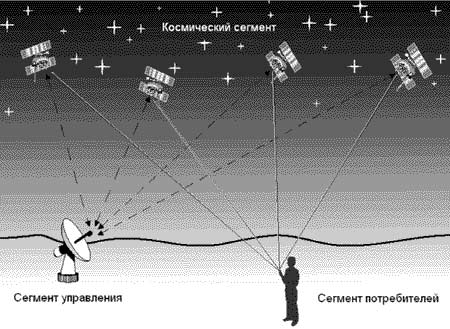 Космический сегмент
Сегмент управления
Сегмент потребителей